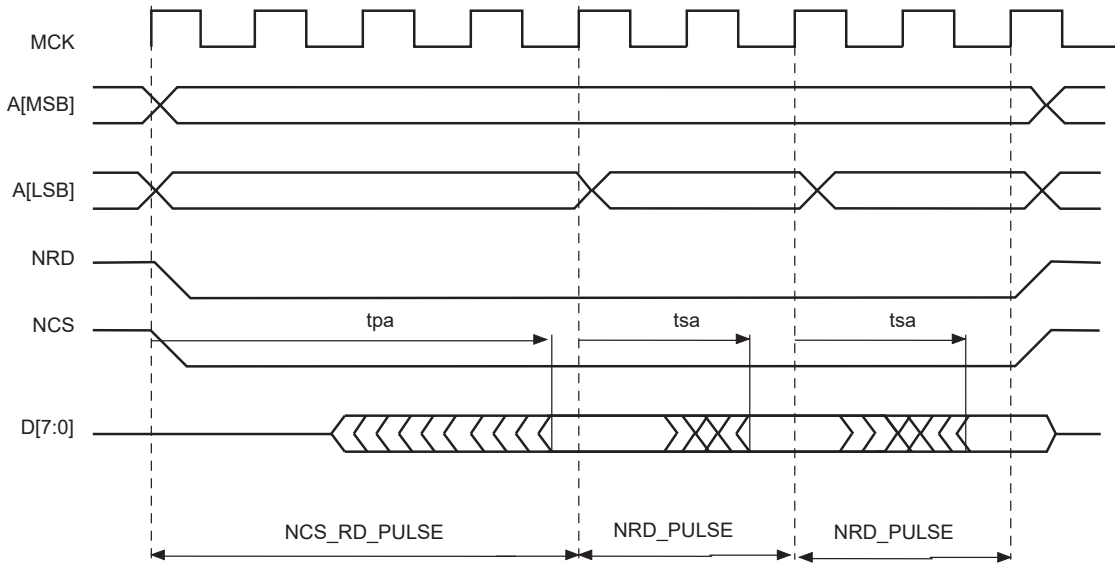 MCK
A[MSB]
A[LSB]
NRD
NCS
tpa
tsa
tsa
D[7:0]
NCS_RD_PULSE
NRD_PULSE
NRD_PULSE